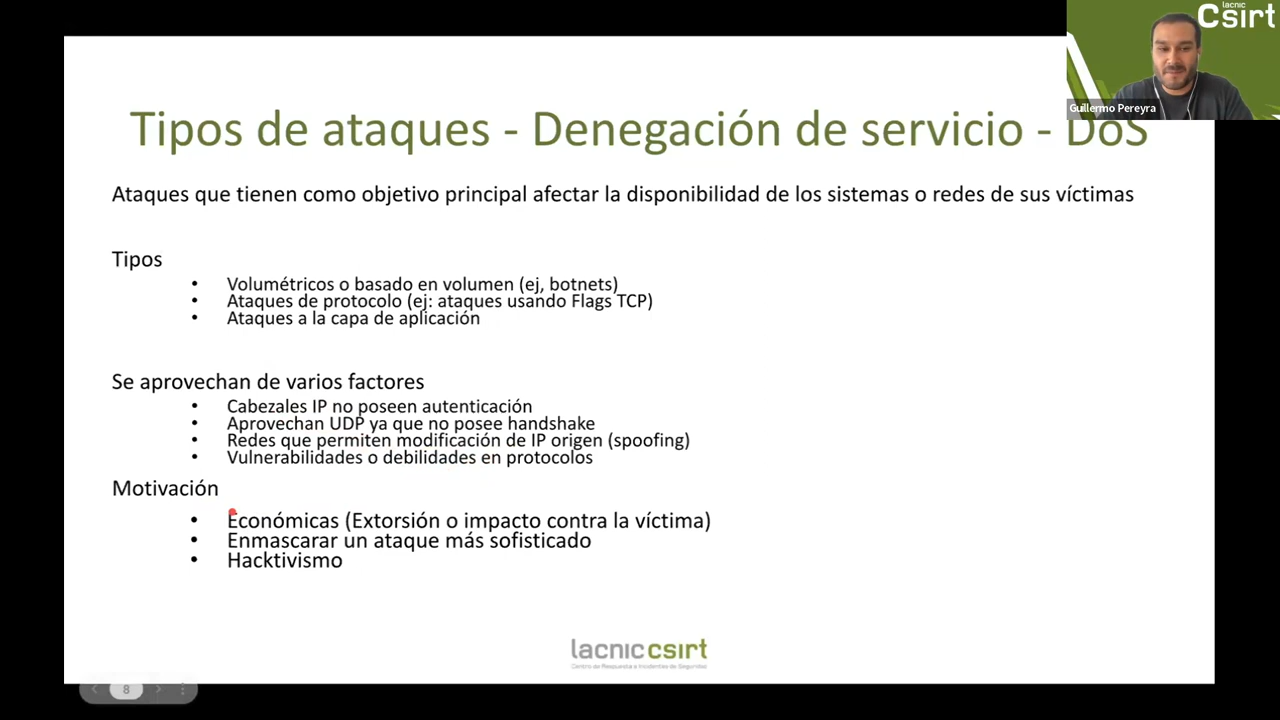 lacnic
Csirt
Guillermo Pereyra
Tipos de ataques - Denegación de servicio - DoS
Ataques que tienen como objetivo principal afectar la disponibilidad de los sistemas o redes de sus víctimas
Tipos
• Volumétricos o basado en volumen (ej, botnets)
• Ataques de protocolo (ej: ataques usando Flags TCP)
• Ataques a la capa de aplicación
Se aprovechan de varios factores
• Cabezales IP no poseen autenticación
• Aprovechan UDP ya que no posee handshake
• Redes que permiten modificación de IP origen (spoofing)
• Vulnerabilidades o debilidades en protocolos
Motivación
• Económicas (Extorsión o impacto contra la víctima)
• Enmascarar un ataque más sofisticado
• Hacktivismo
lacnic csirt
Centro de Respuesta a Incidentes de Seguridad
8